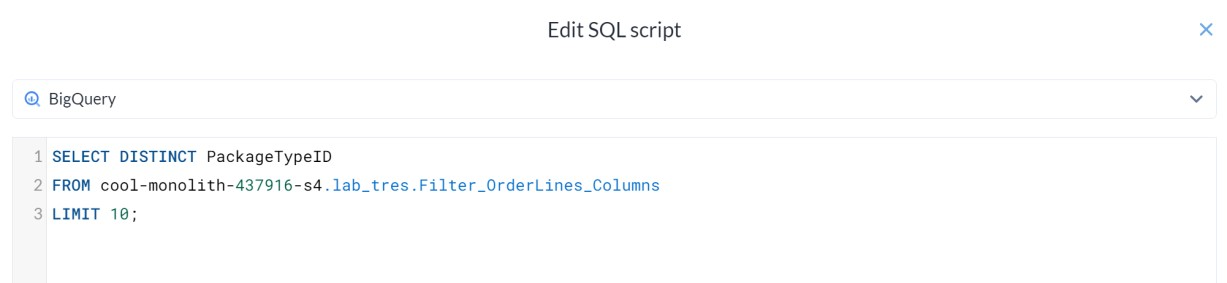 Edit SQL script
BigQuery
1 SELECT DISTINCT PackageTypeID
2 FROM cool-monolith-437916-s4.lab_tres.Filter_OrderLines_Columns
3 LIMIT 10;